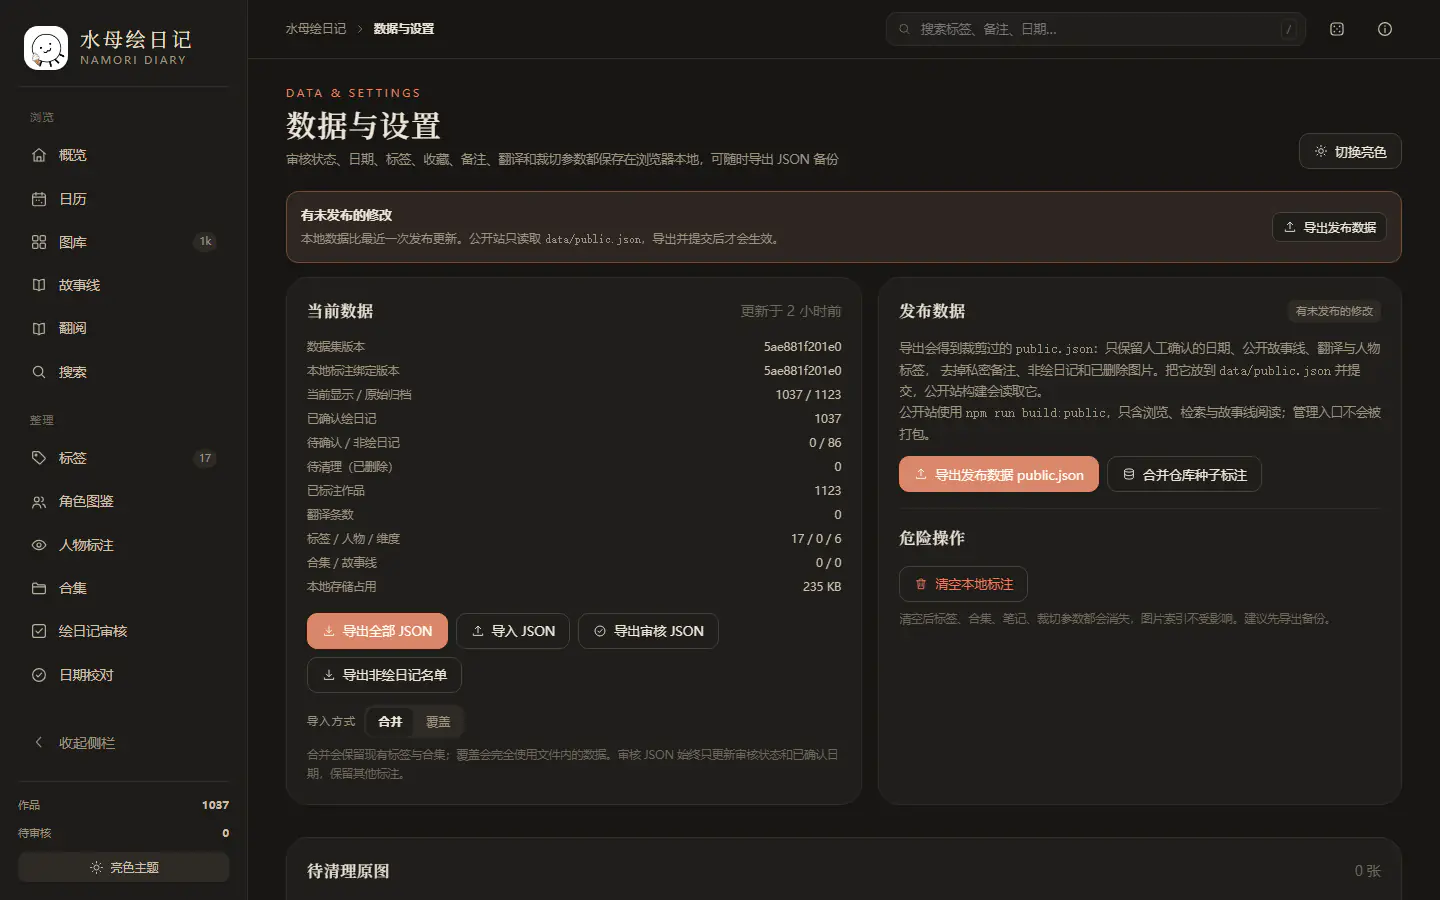 水母绘日记
NAMORI DIARY
浏览
概览
日历
图库 1k
故事线
翻阅
搜索
整理
标签 17
角色图鉴
人物标注
合集
绘日记审核
日期校对
收起侧栏
作品 1037
待审核 0
亮色主题
水母绘日记 › 数据与设置
搜索标签、备注、日期... /
DATA & SETTINGS
数据与设置
审核状态、日期、标签、收藏、备注、翻译和裁切参数都保存在浏览器本地，可随时导出 JSON 备份
切换亮色
有未发布的修改
本地数据比最近一次发布更新。公开站只读取 data/public.json，导出并提交后才会生效。
导出发布数据
当前数据 更新于 2 小时前
数据集版本 5ae881f201e0
本地标注绑定版本 5ae881f201e0
当前显示 / 原始归档 1037 / 1123
已确认绘日记 1037
待确认 / 非绘日记 0 / 86
待清理（已删除） 0
已标注作品 1123
翻译条数 0
标签 / 人物 / 维度 17 / 0 / 6
合集 / 故事线 0 / 0
本地存储占用 235 KB
导出全部 JSON 导入 JSON 导出审核 JSON
导出非绘日记名单
导入方式 合并 覆盖
合并会保留现有标签与合集；覆盖会完全使用文件内的数据。审核 JSON 始终只更新审核状态和已确认日
期，保留其他标注。
发布数据 有未发布的修改
导出会得到裁剪过的 public.json：只保留人工确认的日期、公开故事线、翻译与人物
标签， 去掉私密备注、非绘日记和已删除图片。把它放到 data/public.json 并提
交，公开站构建会读取它。
公开站使用 npm run build:public，只含浏览、检索与故事线阅读；管理入口不会被
打包。
导出发布数据 public.json 合并仓库种子标注
危险操作
清空本地标注
清空后标签、合集、笔记、裁切参数都会消失，图片索引不受影响。建议先导出备份。
待清理原图 0 张